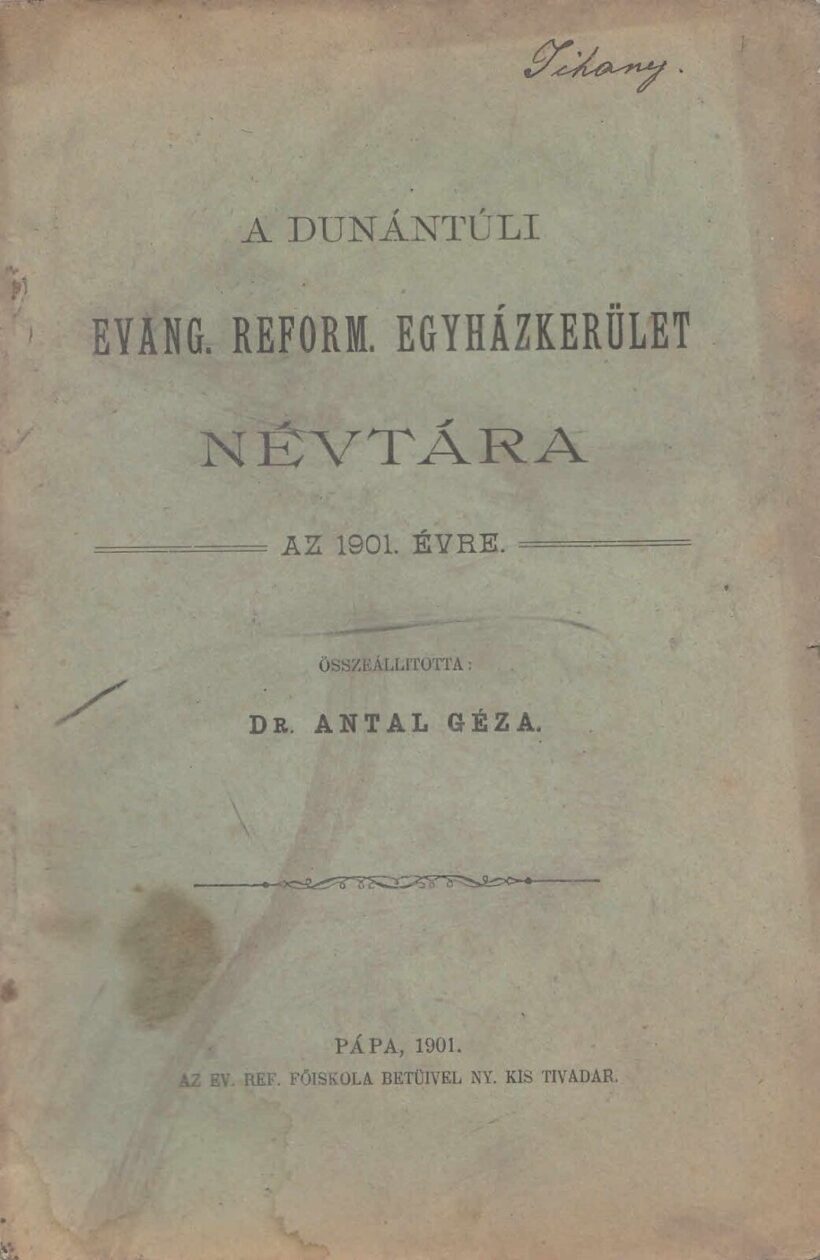 Tihany.
A DUNÁNTÚLI
EVANG. REFORM. EGYHÁZKERÜLET
NÉVTÁRA
AZ 1901. ÉVRE.
ÖSSZEÁLLITOTTA:
DR. ANTAL GÉZA.
PÁPA, 1901.
AZ EV. REF. FŐISKOLA BETŰIVEL NY. KIS TIVADAR.